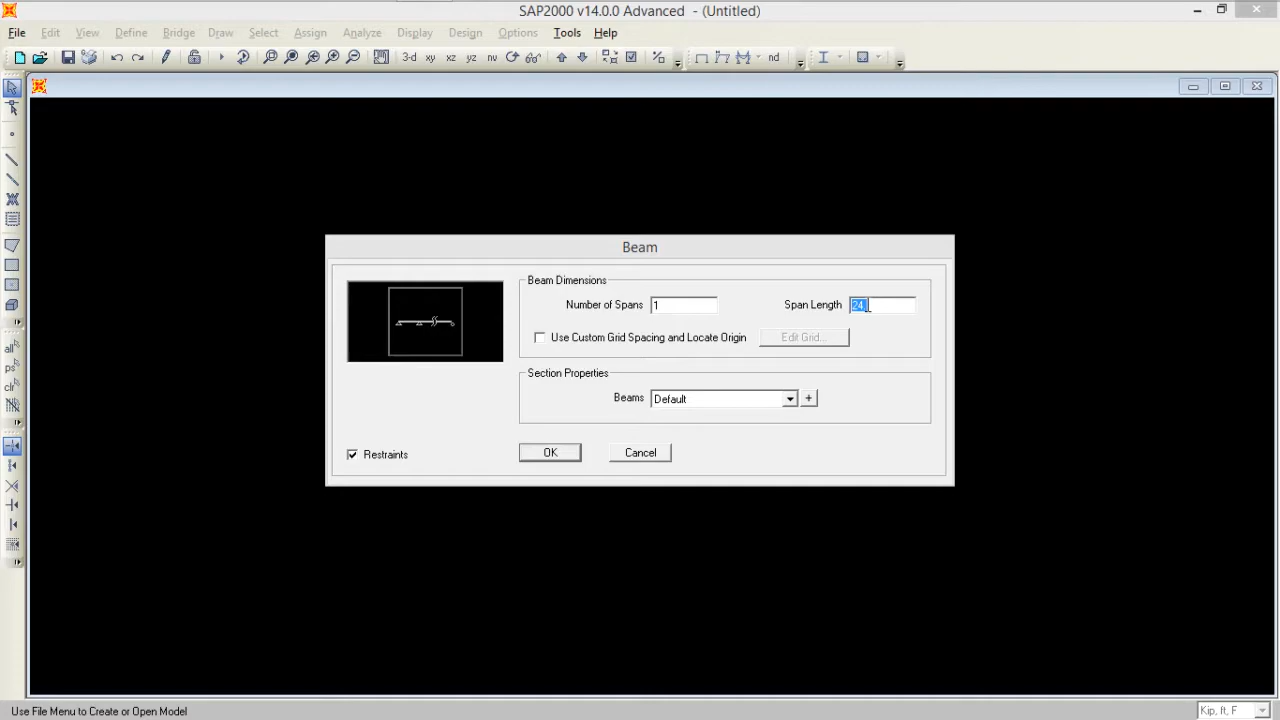 SAP2000 v14.0.0 Advanced - (Untitled)
File Edit View Define Bridge Draw Select Assign Analyze Display Design Options Tools Help
3-d xy xz yz nv nd
all
ps
clr
Beam
Beam Dimensions
Number of Spans 1 Span Length 24.
Use Custom Grid Spacing and Locate Origin Edit Grid...
Section Properties
Beams Default +
Restraints OK Cancel
Use File Menu to Create or Open Model Kip, ft, F